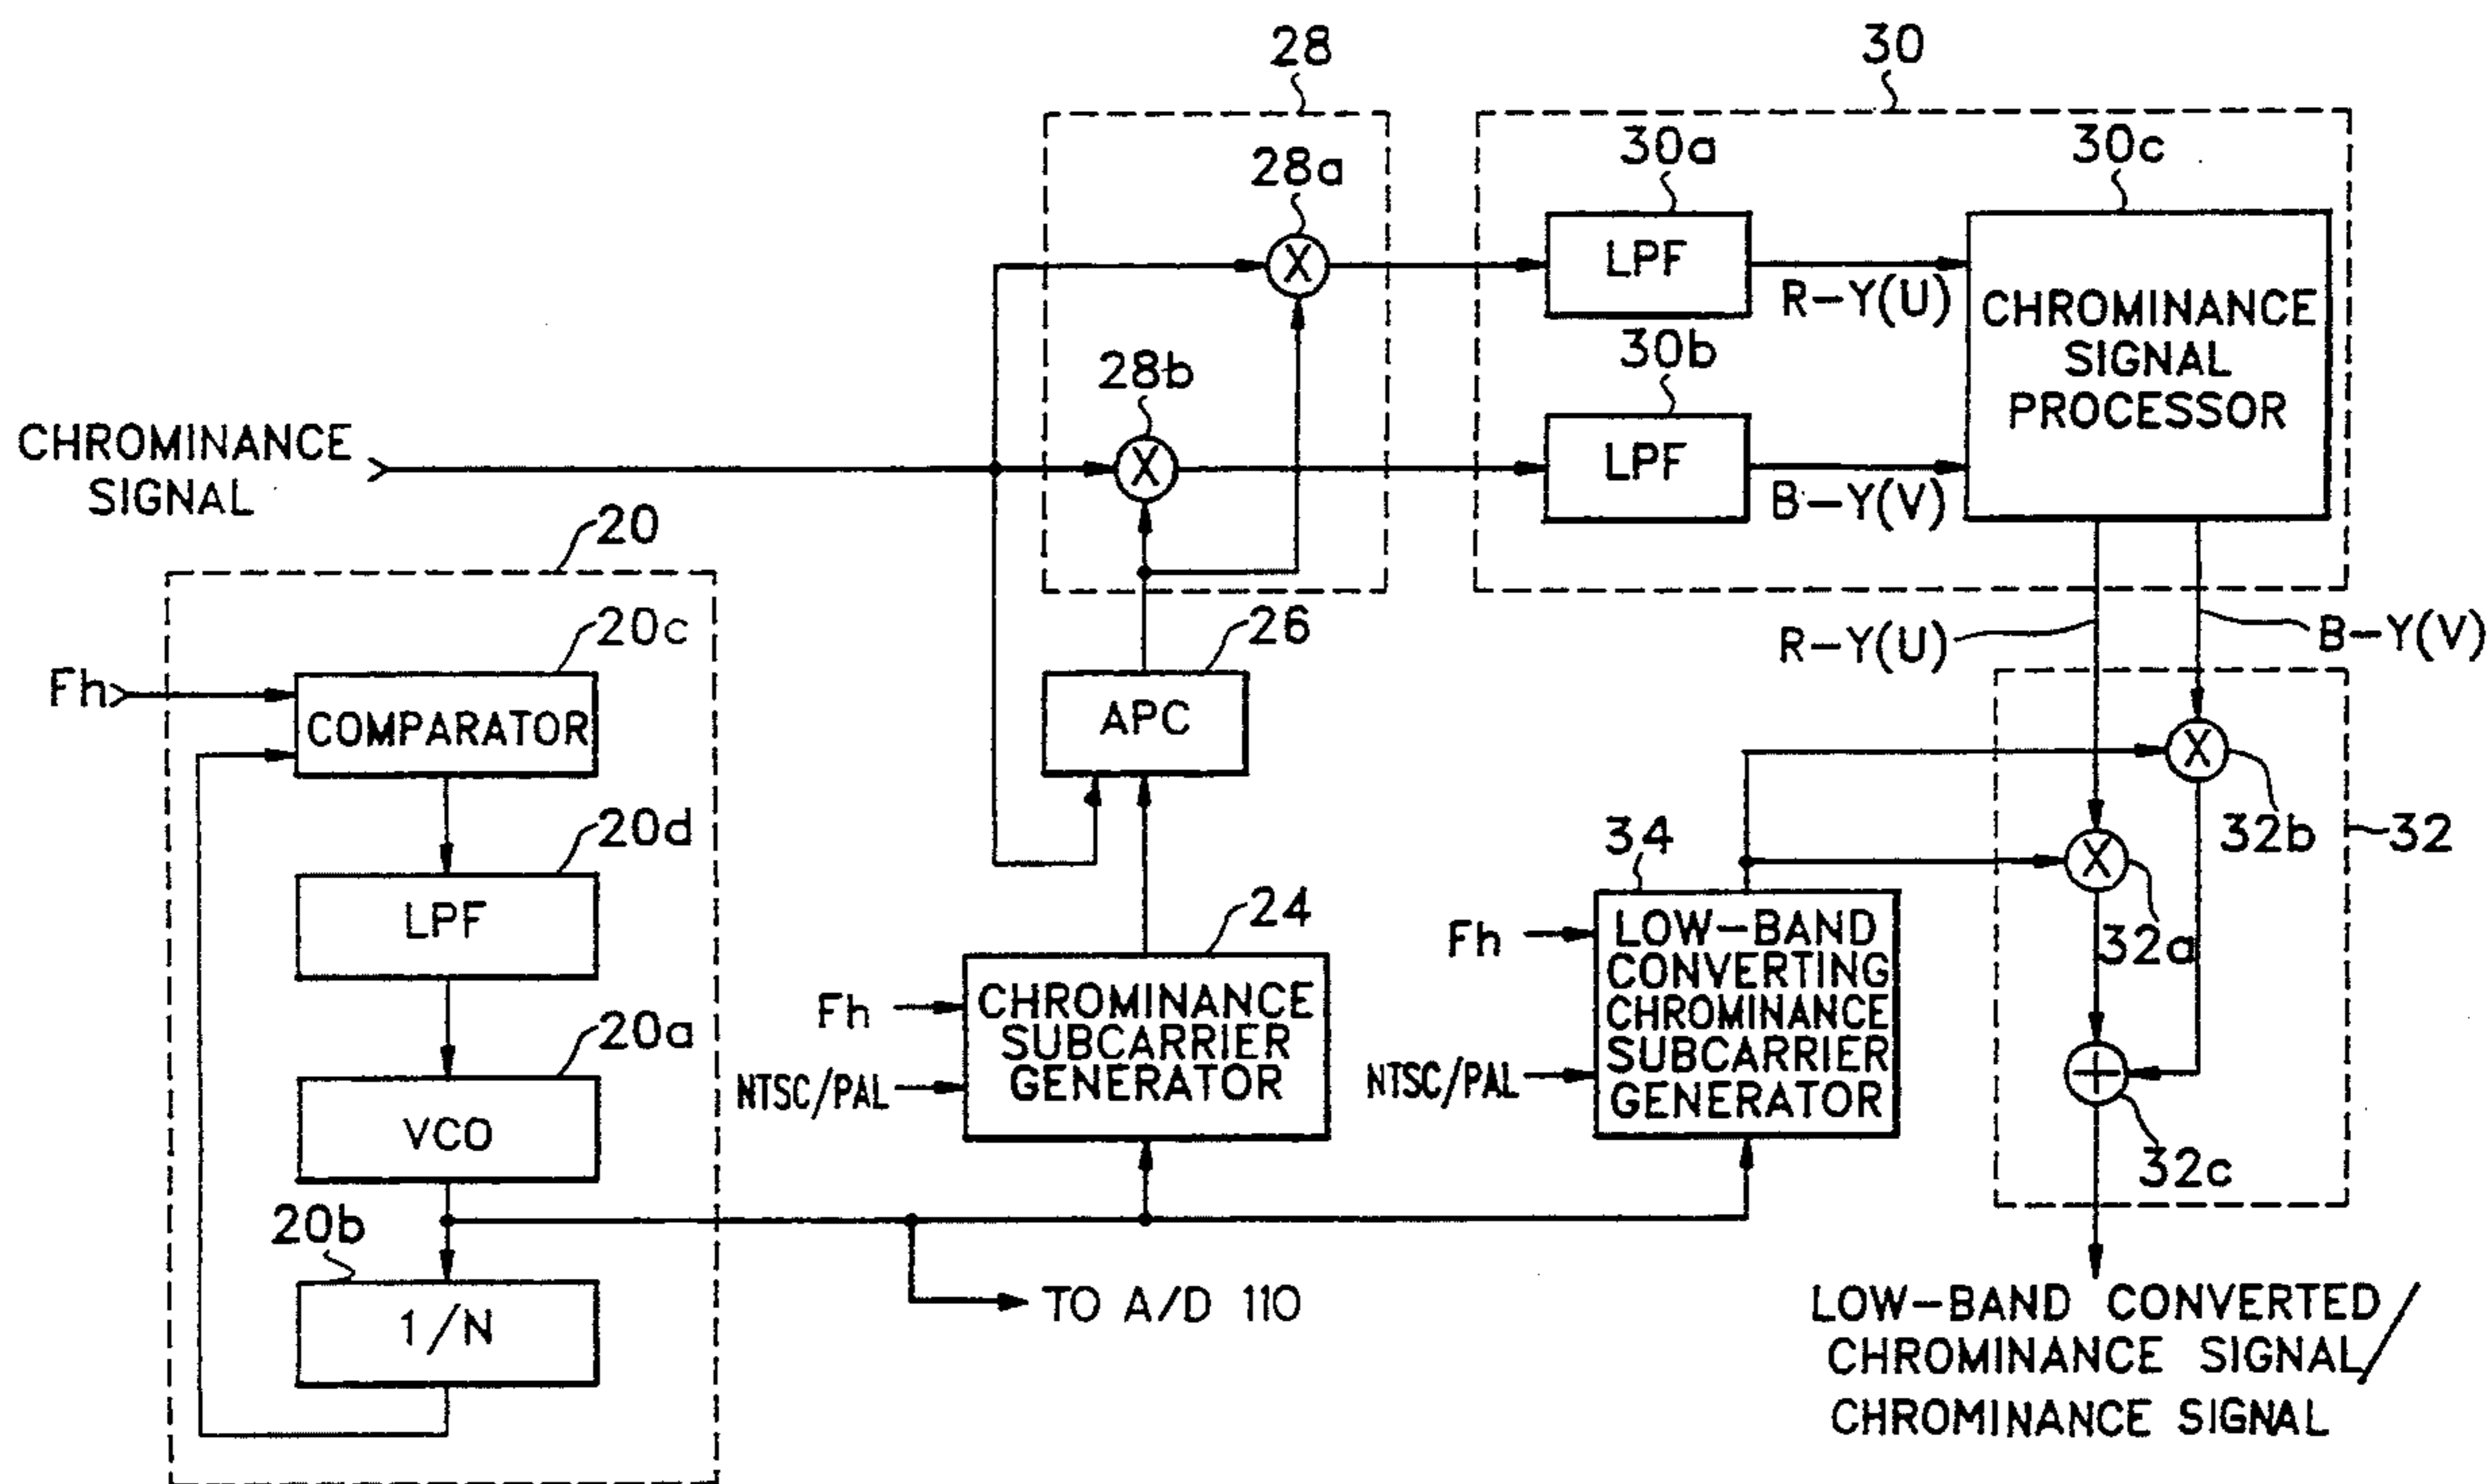 28
30
28a
30a
30c
LPF
R-Y(U)
CHROMINANCE
SIGNAL
PROCESSOR
28b
30b
LPF
B-Y(V)
CHROMINANCE
SIGNAL
20
20c
Fh
COMPARATOR
26
APC
R-Y(U)
B-Y(V)
20d
LPF
34
32b
32
32a
24
20a
VCO
Fh
NTSC/PAL
CHROMINANCE
SUBCARRIER
GENERATOR
Fh
NTSC/PAL
LOW-BAND
CONVERTING
CHROMINANCE
SUBCARRIER
GENERATOR
32c
20b
1/N
TO A/D 110
LOW-BAND CONVERTED/
CHROMINANCE SIGNAL/
CHROMINANCE SIGNAL
X
X
X
X
+